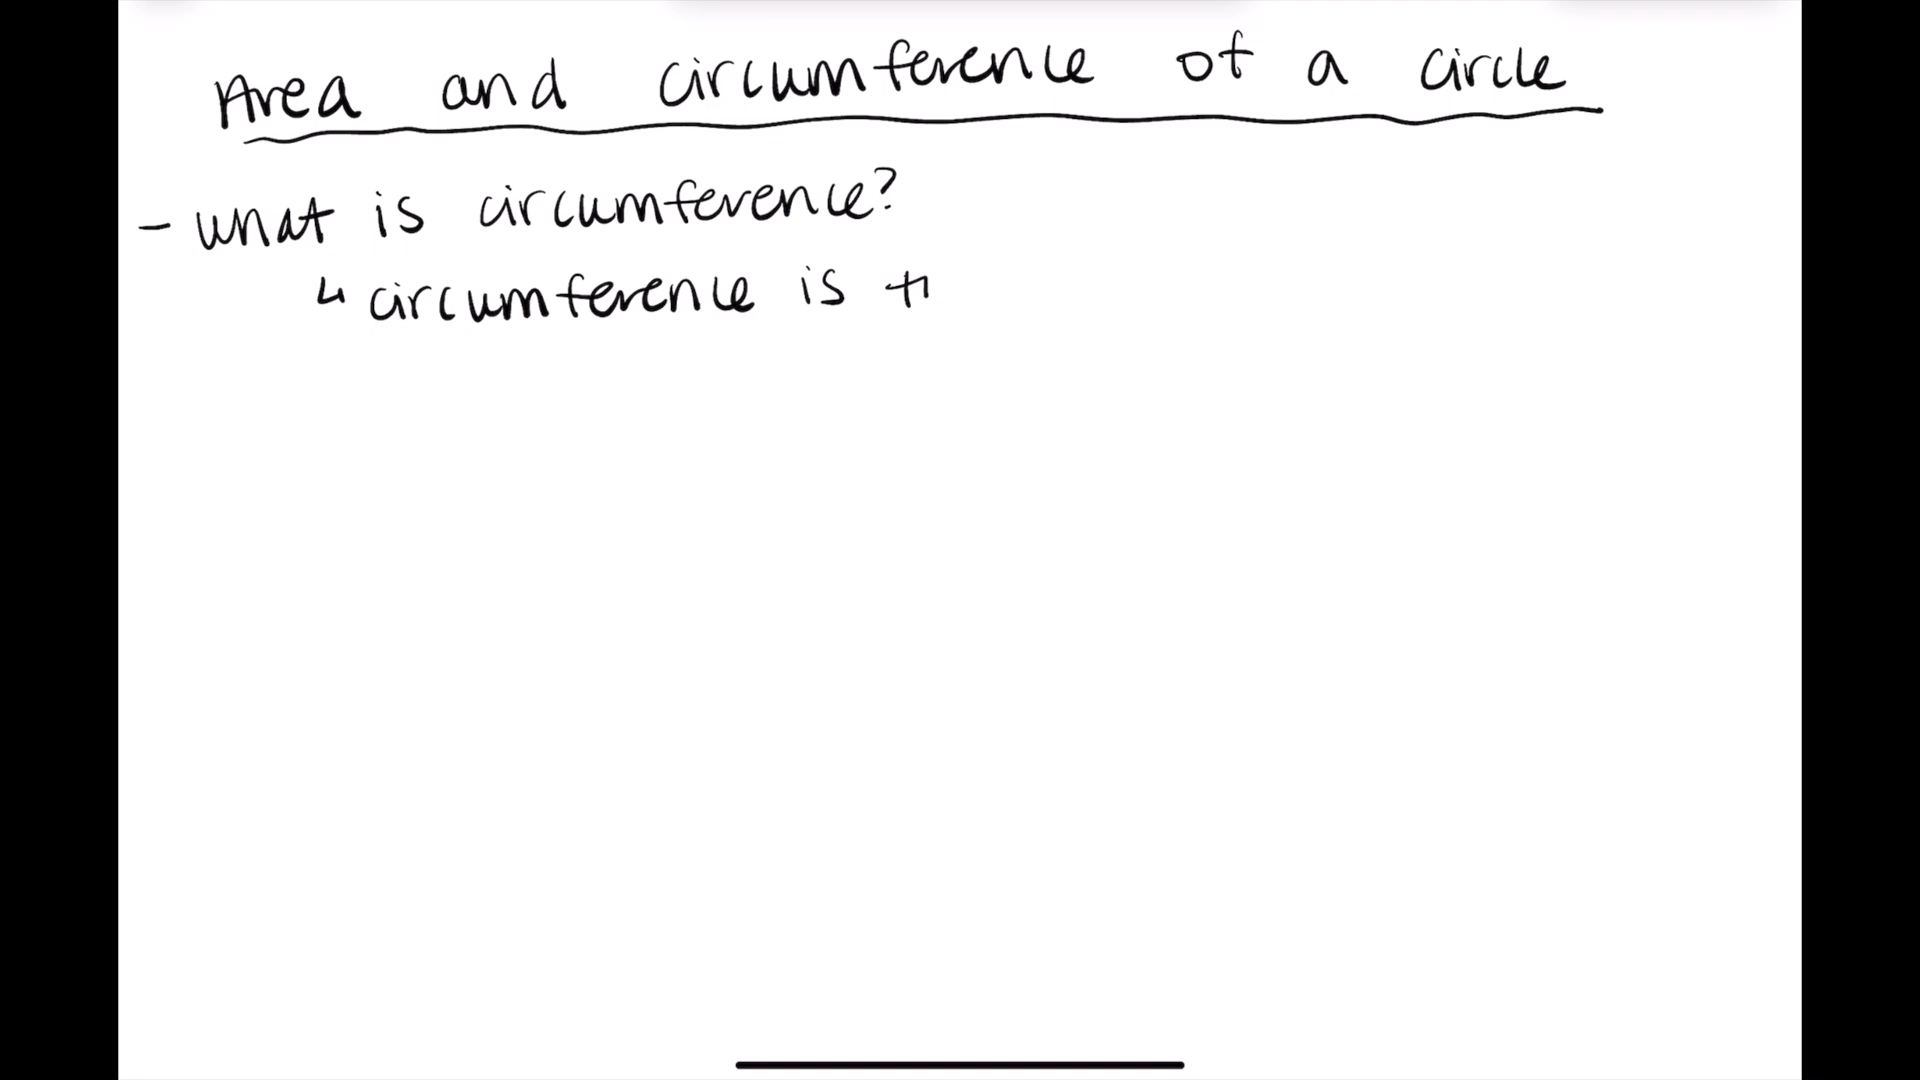 Area and circumference of a circle
- what is circumference?
↳ circumference is